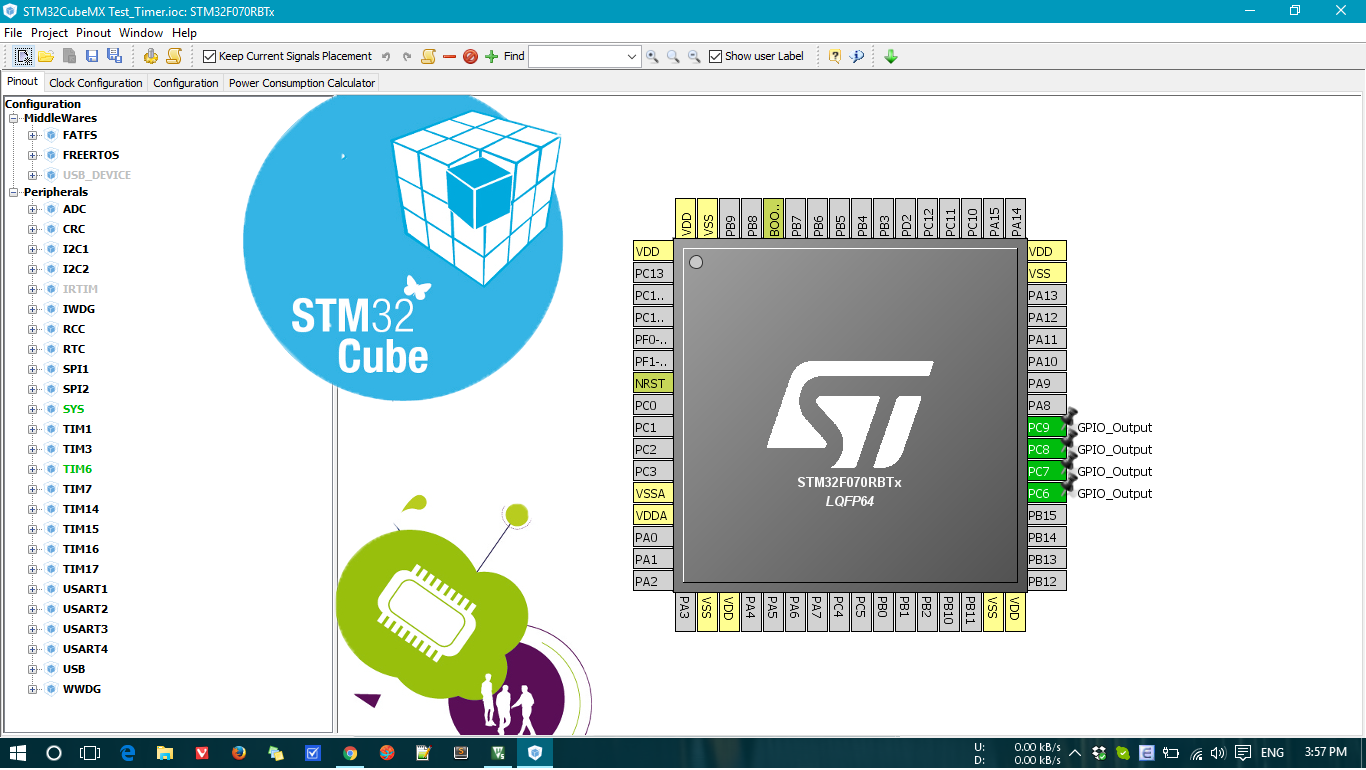 STM32CubeMX Test_Timer.ioc: STM32F070RBTx
File Project Pinout Window Help
Keep Current Signals Placement Find Show user Label
Pinout Clock Configuration Configuration Power Consumption Calculator
Configuration
MiddleWares
FATFS
FREERTOS
USB_DEVICE
Peripherals
ADC
CRC
I2C1
I2C2
IRTIM
IWDG
RCC
RTC
SPI1
SPI2
SYS
TIM1
TIM3
TIM6
TIM7
TIM14
TIM15
TIM16
TIM17
USART1
USART2
USART3
USART4
USB
WWDG
STM32
Cube
VDD VSS PB9 PB8 BOO.. PB7 PB6 PB5 PB4 PB3 PD2 PC12 PC11 PC10 PA15 PA14
VDD
PC13
PC1..
PC1..
PF0-..
PF1-..
NRST
PC0
PC1
PC2
PC3
VSSA
VDDA
PA0
PA1
PA2
ST
STM32F070RBTx
LQFP64
VDD
VSS
PA13
PA12
PA11
PA10
PA9
PA8
PC9 GPIO_Output
PC8 GPIO_Output
PC7 GPIO_Output
PC6 GPIO_Output
PB15
PB14
PB13
PB12
PA3 VSS VDD PA4 PA5 PA6 PA7 PC4 PC5 PB0 PB1 PB2 PB10 PB11 VSS VDD
U: 0.00 kB/s
D: 0.00 kB/s
ENG 3:57 PM